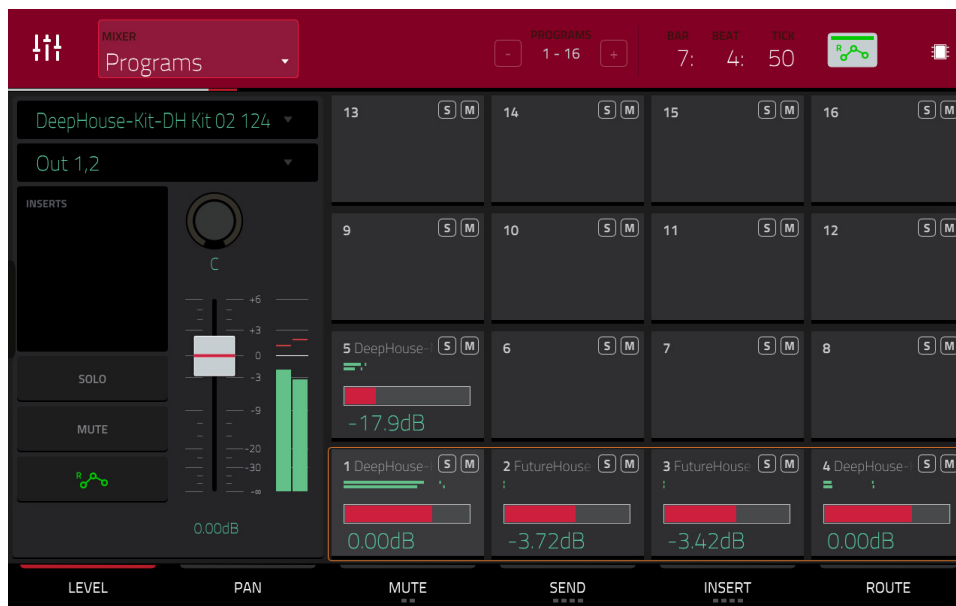 MIXER
Programs
PROGRAMS
- 1 - 16 +
BAR BEAT TICK
7: 4: 50
R
DeepHouse-Kit-DH Kit 02 124
Out 1,2
INSERTS
C
+6
+3
0
-3
-9
-20
-30
-∞
0.00dB
SOLO
MUTE
R
13 S M
14 S M
15 S M
16 S M
9 S M
10 S M
11 S M
12 S M
5 DeepHouse- S M
-17.9dB
6 S M
7 S M
8 S M
1 DeepHouse- S M
0.00dB
2 FutureHouse S M
-3.72dB
3 FutureHouse S M
-3.42dB
4 DeepHouse- S M
0.00dB
LEVEL PAN MUTE SEND INSERT ROUTE